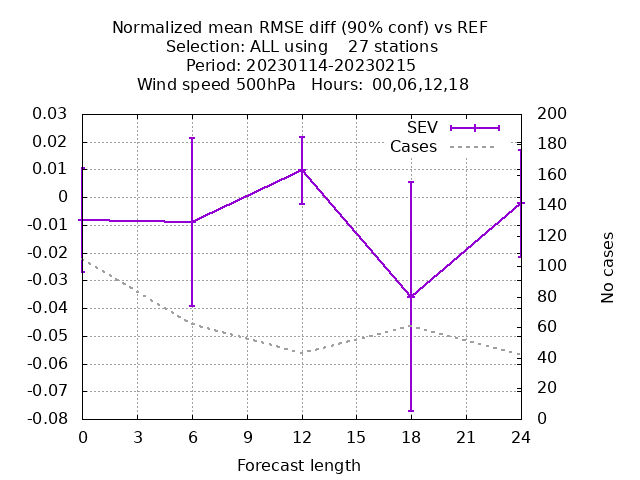 Normalized mean RMSE diff (90% conf) vs REF
Selection: ALL using    27 stations
Period: 20230114-20230215
Wind speed 500hPa   Hours: 00,06,12,18
SEV
Cases
0.03
0.02
0.01
0
-0.01
-0.02
-0.03
-0.04
-0.05
-0.06
-0.07
-0.08
200
180
160
140
120
100
80
60
40
20
0
No cases
0 3 6 9 12 15 18 21 24
Forecast length